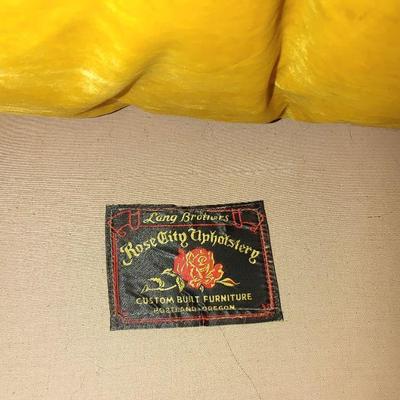 Lang Brothers
Rose City Upholstery
CUSTOM BUILT FURNITURE
PORTLAND-OREGON